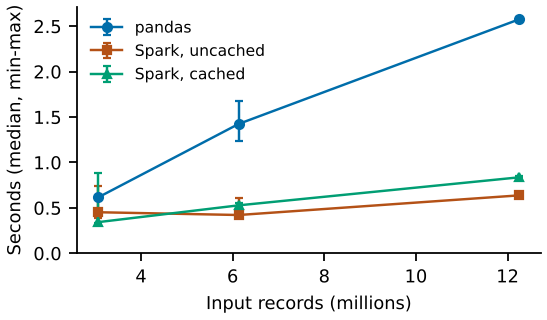 Seconds (median, min-max)
2.5
2.0
1.5
1.0
0.5
0.0
pandas
Spark, uncached
Spark, cached
4 6 8 10 12
Input records (millions)